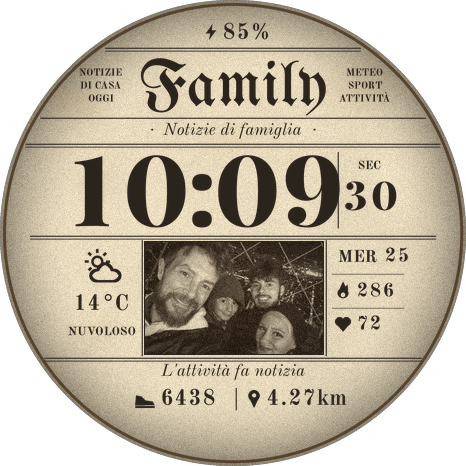 85%
NOTIZIE
DI CASA
OGGI
Family
METEO
SPORT
ATTIVITÀ
· Notizie di famiglia ·
10:09
SEC
30
14°C
NUVOLOSO
MER 25
286
72
L'attività fa notizia
6438 | 4.27km